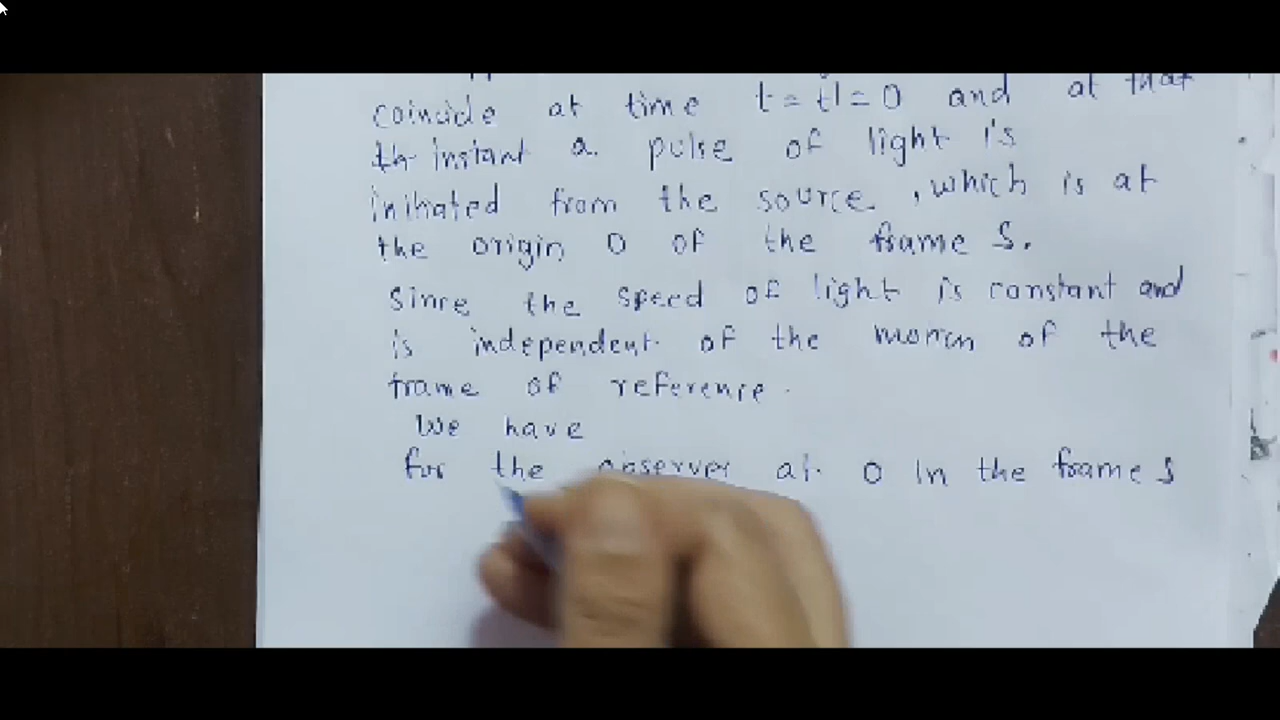 coincide at time t = t' = 0 and at that
th instant a pulse of light is
initiated from the source, which is at
the origin O of the frame S.
Since the speed of light is constant and
is independent of the motion of the
frame of reference.
We have
for the observer at O in the frame S